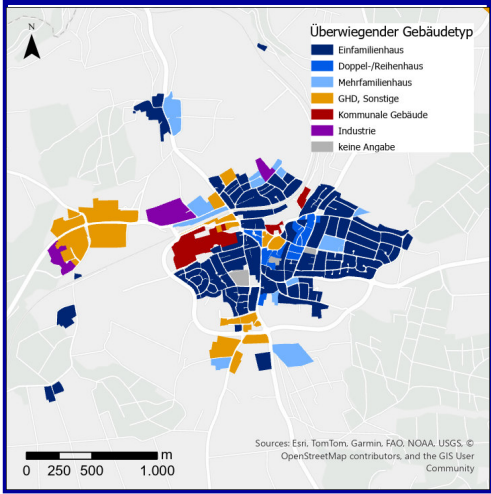 N
Überwiegender Gebäudetyp
Einfamilienhaus
Doppel-/Reihenhaus
Mehrfamilienhaus
GHD, Sonstige
Kommunale Gebäude
Industrie
keine Angabe
m
0 250 500 1.000
Sources: Esri, TomTom, Garmin, FAO, NOAA, USGS, ©
OpenStreetMap contributors, and the GIS User
Community